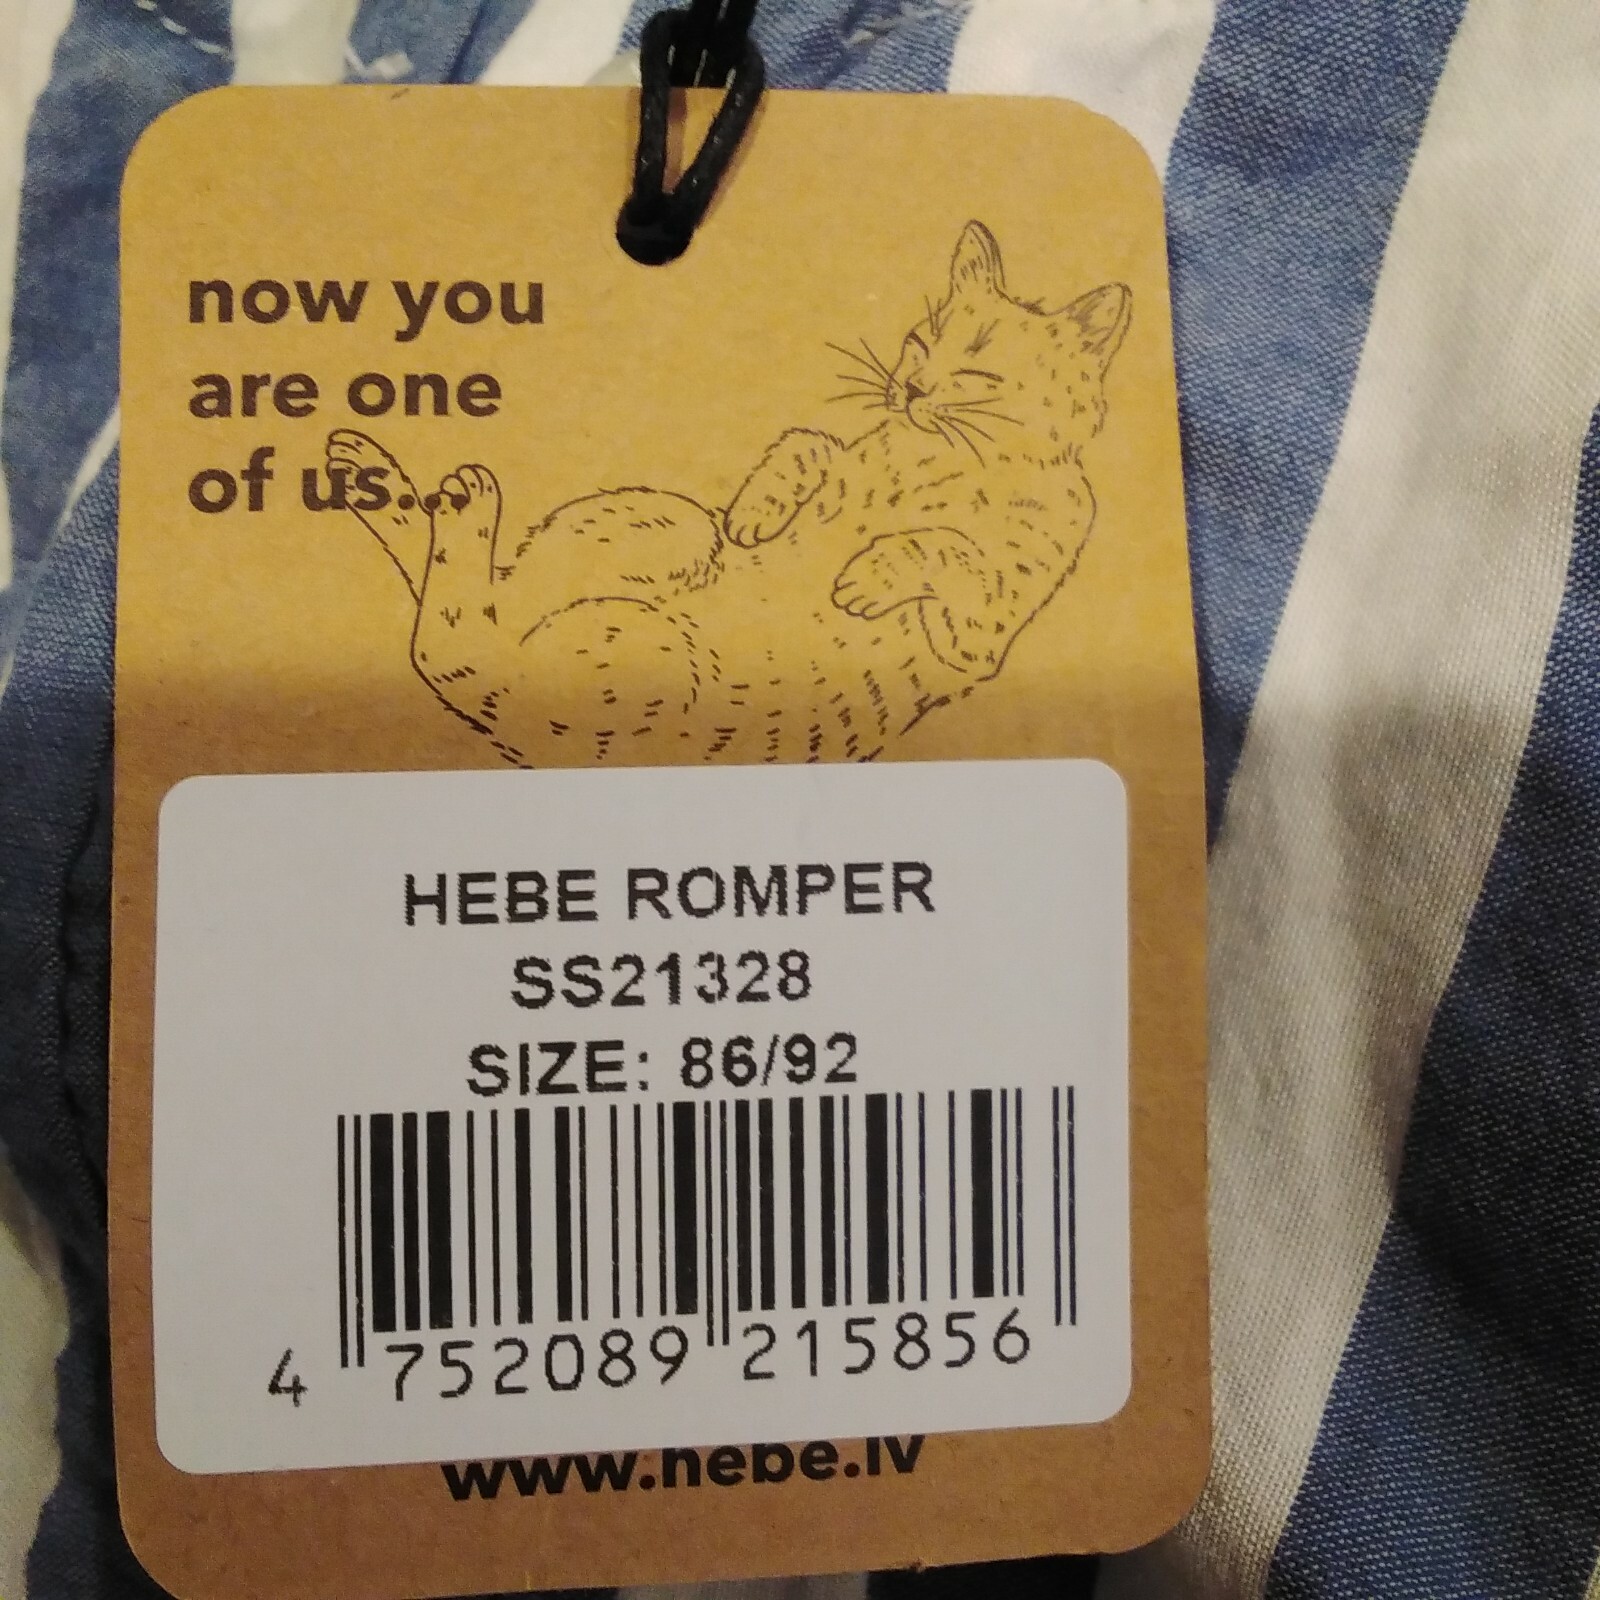 now you
are one
of us...
HEBE ROMPER
SS21328
SIZE: 86/92
4 752089 215856
www.hebe.lv